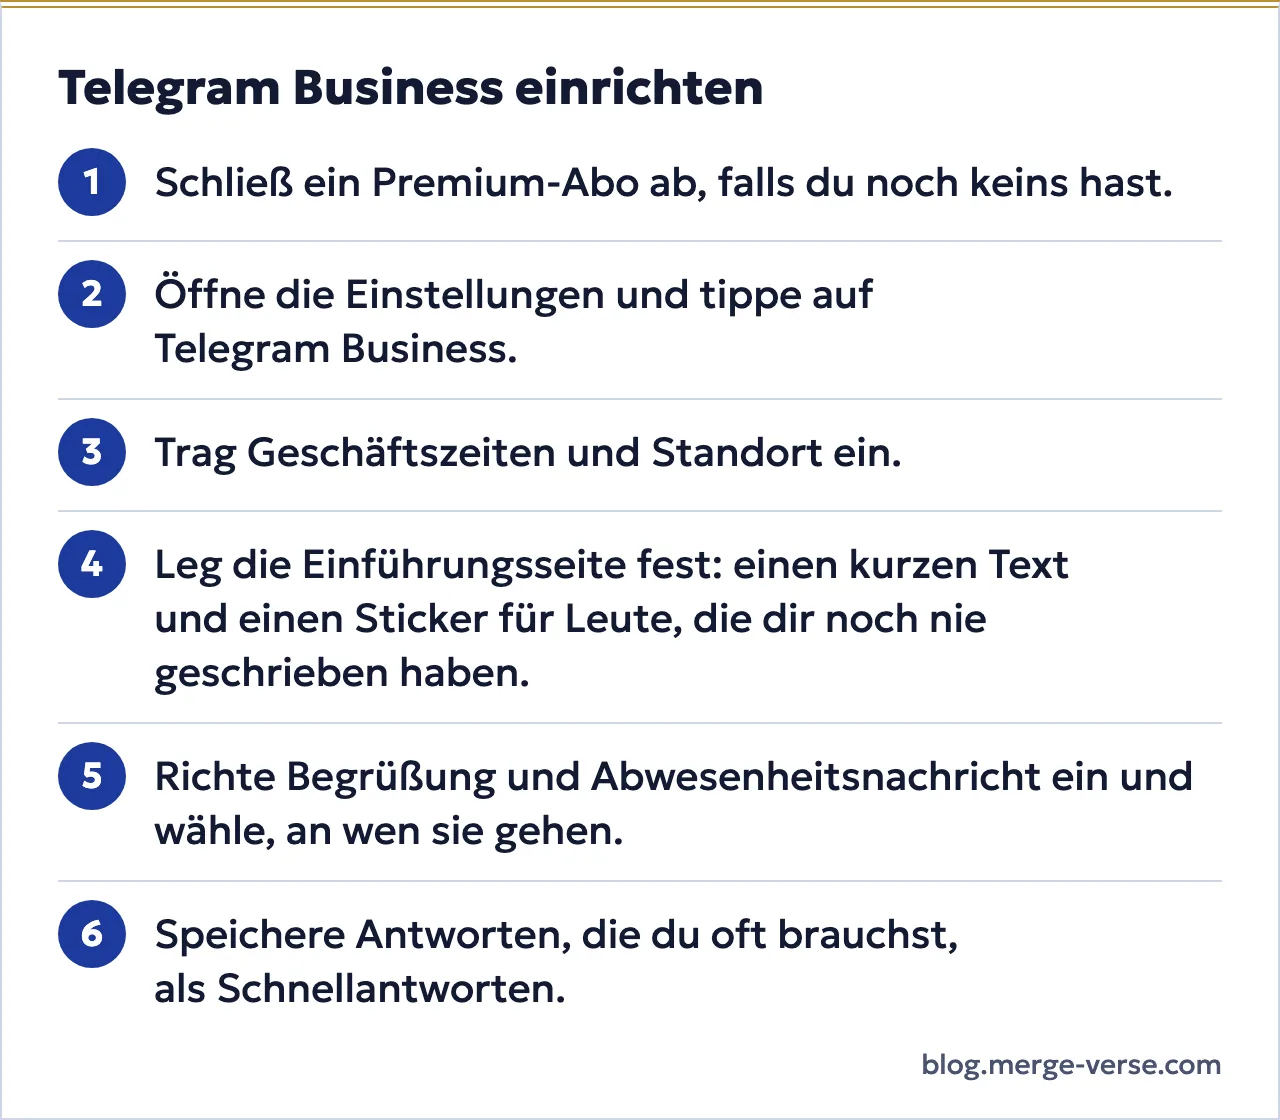 Telegram Business einrichten
1 Schließ ein Premium-Abo ab, falls du noch keins hast.
2 Öffne die Einstellungen und tippe auf
Telegram Business.
3 Trag Geschäftszeiten und Standort ein.
4 Leg die Einführungsseite fest: einen kurzen Text
und einen Sticker für Leute, die dir noch nie
geschrieben haben.
5 Richte Begrüßung und Abwesenheitsnachricht ein und
wähle, an wen sie gehen.
6 Speichere Antworten, die du oft brauchst,
als Schnellantworten.
blog.merge-verse.com